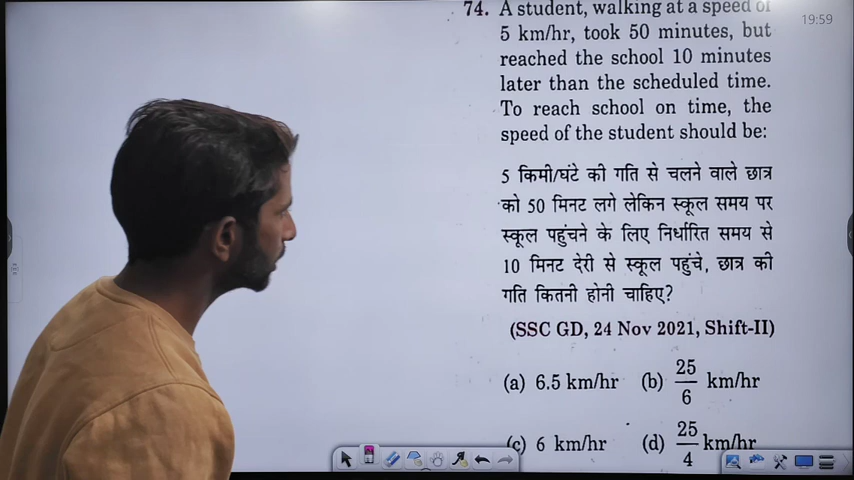 19:59
74. A student, walking at a speed of
5 km/hr, took 50 minutes, but
reached the school 10 minutes
later than the scheduled time.
To reach school on time, the
speed of the student should be:
5 किमी/घंटे की गति से चलने वाले छात्र
को 50 मिनट लगे लेकिन स्कूल समय पर
स्कूल पहुंचने के लिए निर्धारित समय से
10 मिनट देरी से स्कूल पहुंचे, छात्र की
गति कितनी होनी चाहिए?
(SSC GD, 24 Nov 2021, Shift-II)
(a) 6.5 km/hr (b) 25/6 km/hr
(c) 6 km/hr (d) 25/4 km/hr